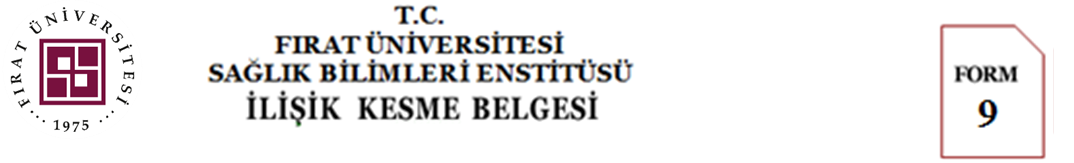 FIRAT ÜNİVERSİTESİ
1975
T.C.
FIRAT ÜNİVERSİTESİ
SAĞLIK BİLİMLERİ ENSTİTÜSÜ
İLİŞİK KESME BELGESİ
FORM
9